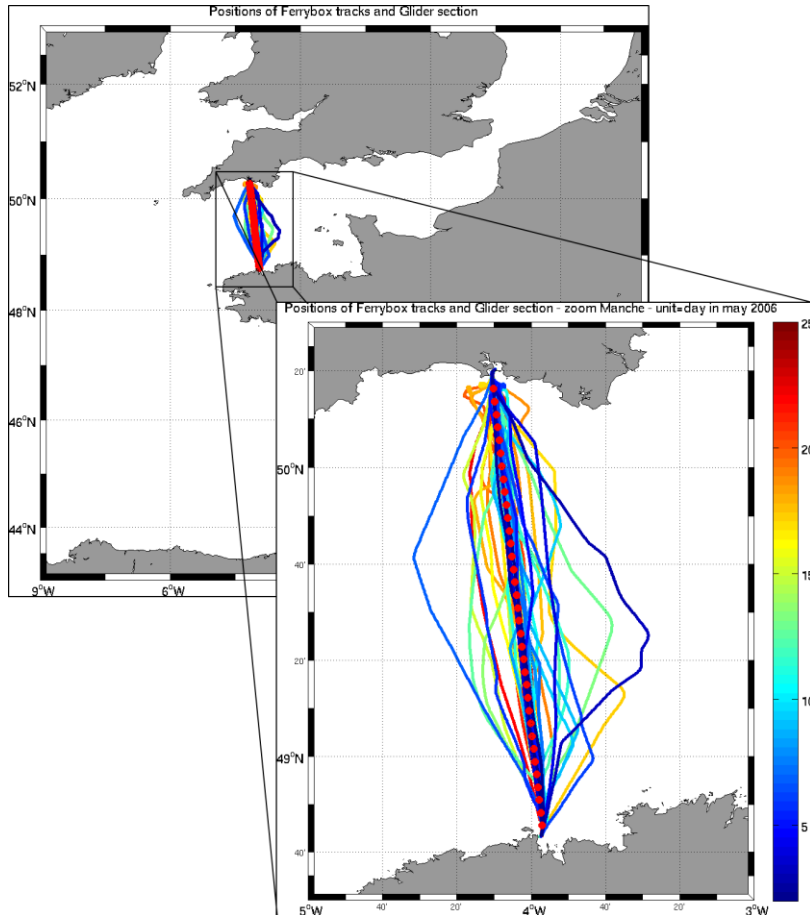 Positions of Ferrybox tracks and Glider section
52°N
50°N
48°N
46°N
44°N
9°W
6°W
3°
Positions of Ferrybox tracks and Glider section - zoom Manche - unit=day in may 2006
20'
50°N
40'
20'
49°N
40'
5°W
40'
20'
4°W
40'
20'
3°W
25
20
15
10
5